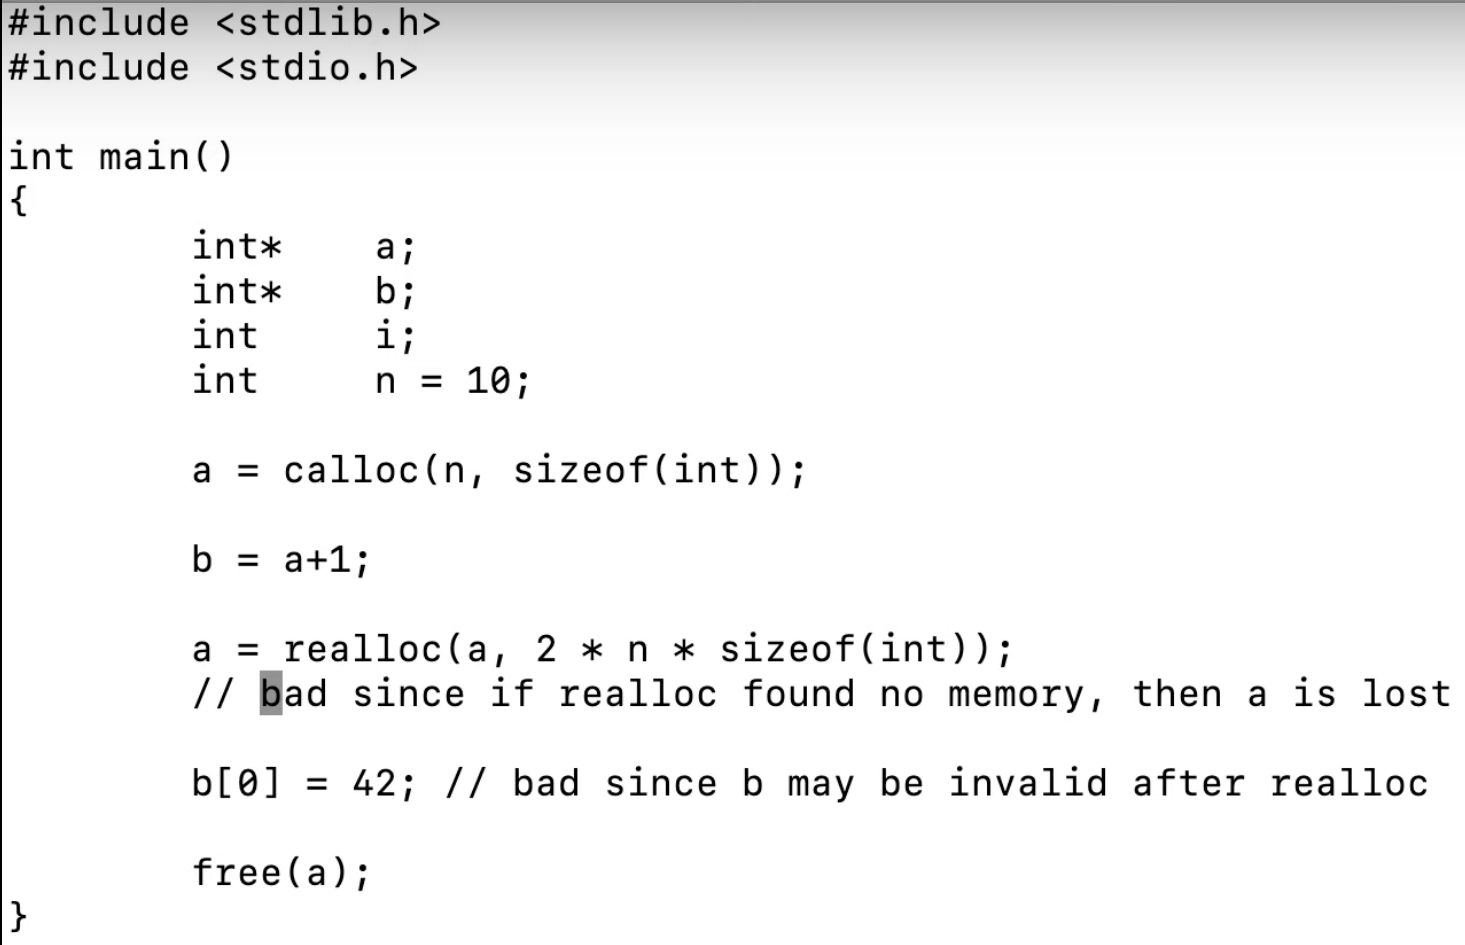 #include <stdlib.h>
#include <stdio.h>
int main()
{
int* a;
int* b;
int i;
int n = 10;
a = calloc(n, sizeof(int));
b = a+1;
a = realloc(a, 2 * n * sizeof(int));
// bad since if realloc found no memory, then a is lost
b[0] = 42; // bad since b may be invalid after realloc
free(a);
}